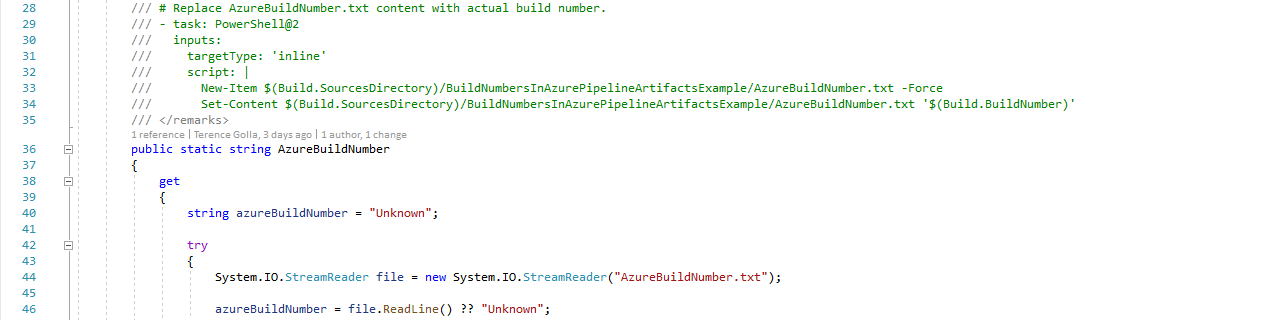 28 /// # Replace AzureBuildNumber.txt content with actual build number.
29 /// - task: PowerShell@2
30 ///   inputs:
31 ///     targetType: 'inline'
32 ///     script: |
33 ///       New-Item $(Build.SourcesDirectory)/BuildNumbersInAzurePipelineArtifactsExample/AzureBuildNumber.txt -Force
34 ///       Set-Content $(Build.SourcesDirectory)/BuildNumbersInAzurePipelineArtifactsExample/AzureBuildNumber.txt '$(Build.BuildNumber)'
35 /// </remarks>
1 reference | Terence Golla, 3 days ago | 1 author, 1 change
36 public static string AzureBuildNumber
37 {
38     get
39     {
40         string azureBuildNumber = "Unknown";
41
42         try
43         {
44             System.IO.StreamReader file = new System.IO.StreamReader("AzureBuildNumber.txt");
45
46             azureBuildNumber = file.ReadLine() ?? "Unknown";